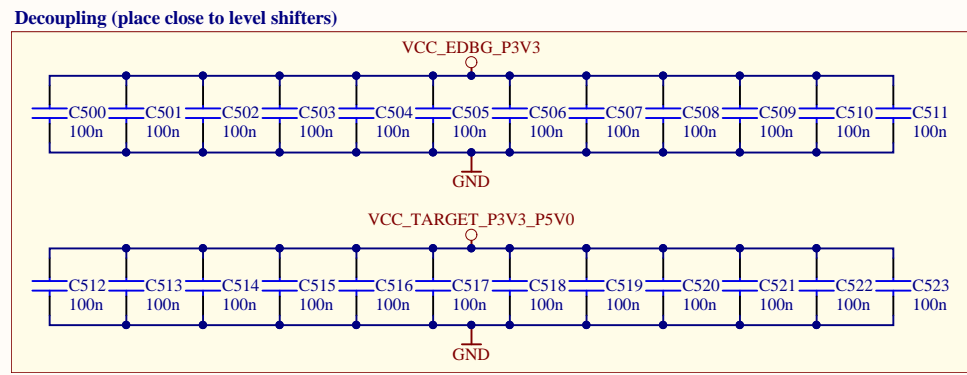 Decoupling (place close to level shifters)
VCC_EDBG_P3V3
C500 C501 C502 C503 C504 C505 C506 C507 C508 C509 C510 C511
100n 100n 100n 100n 100n 100n 100n 100n 100n 100n 100n 100n
GND
VCC_TARGET_P3V3_P5V0
C512 C513 C514 C515 C516 C517 C518 C519 C520 C521 C522 C523
100n 100n 100n 100n 100n 100n 100n 100n 100n 100n 100n 100n
GND